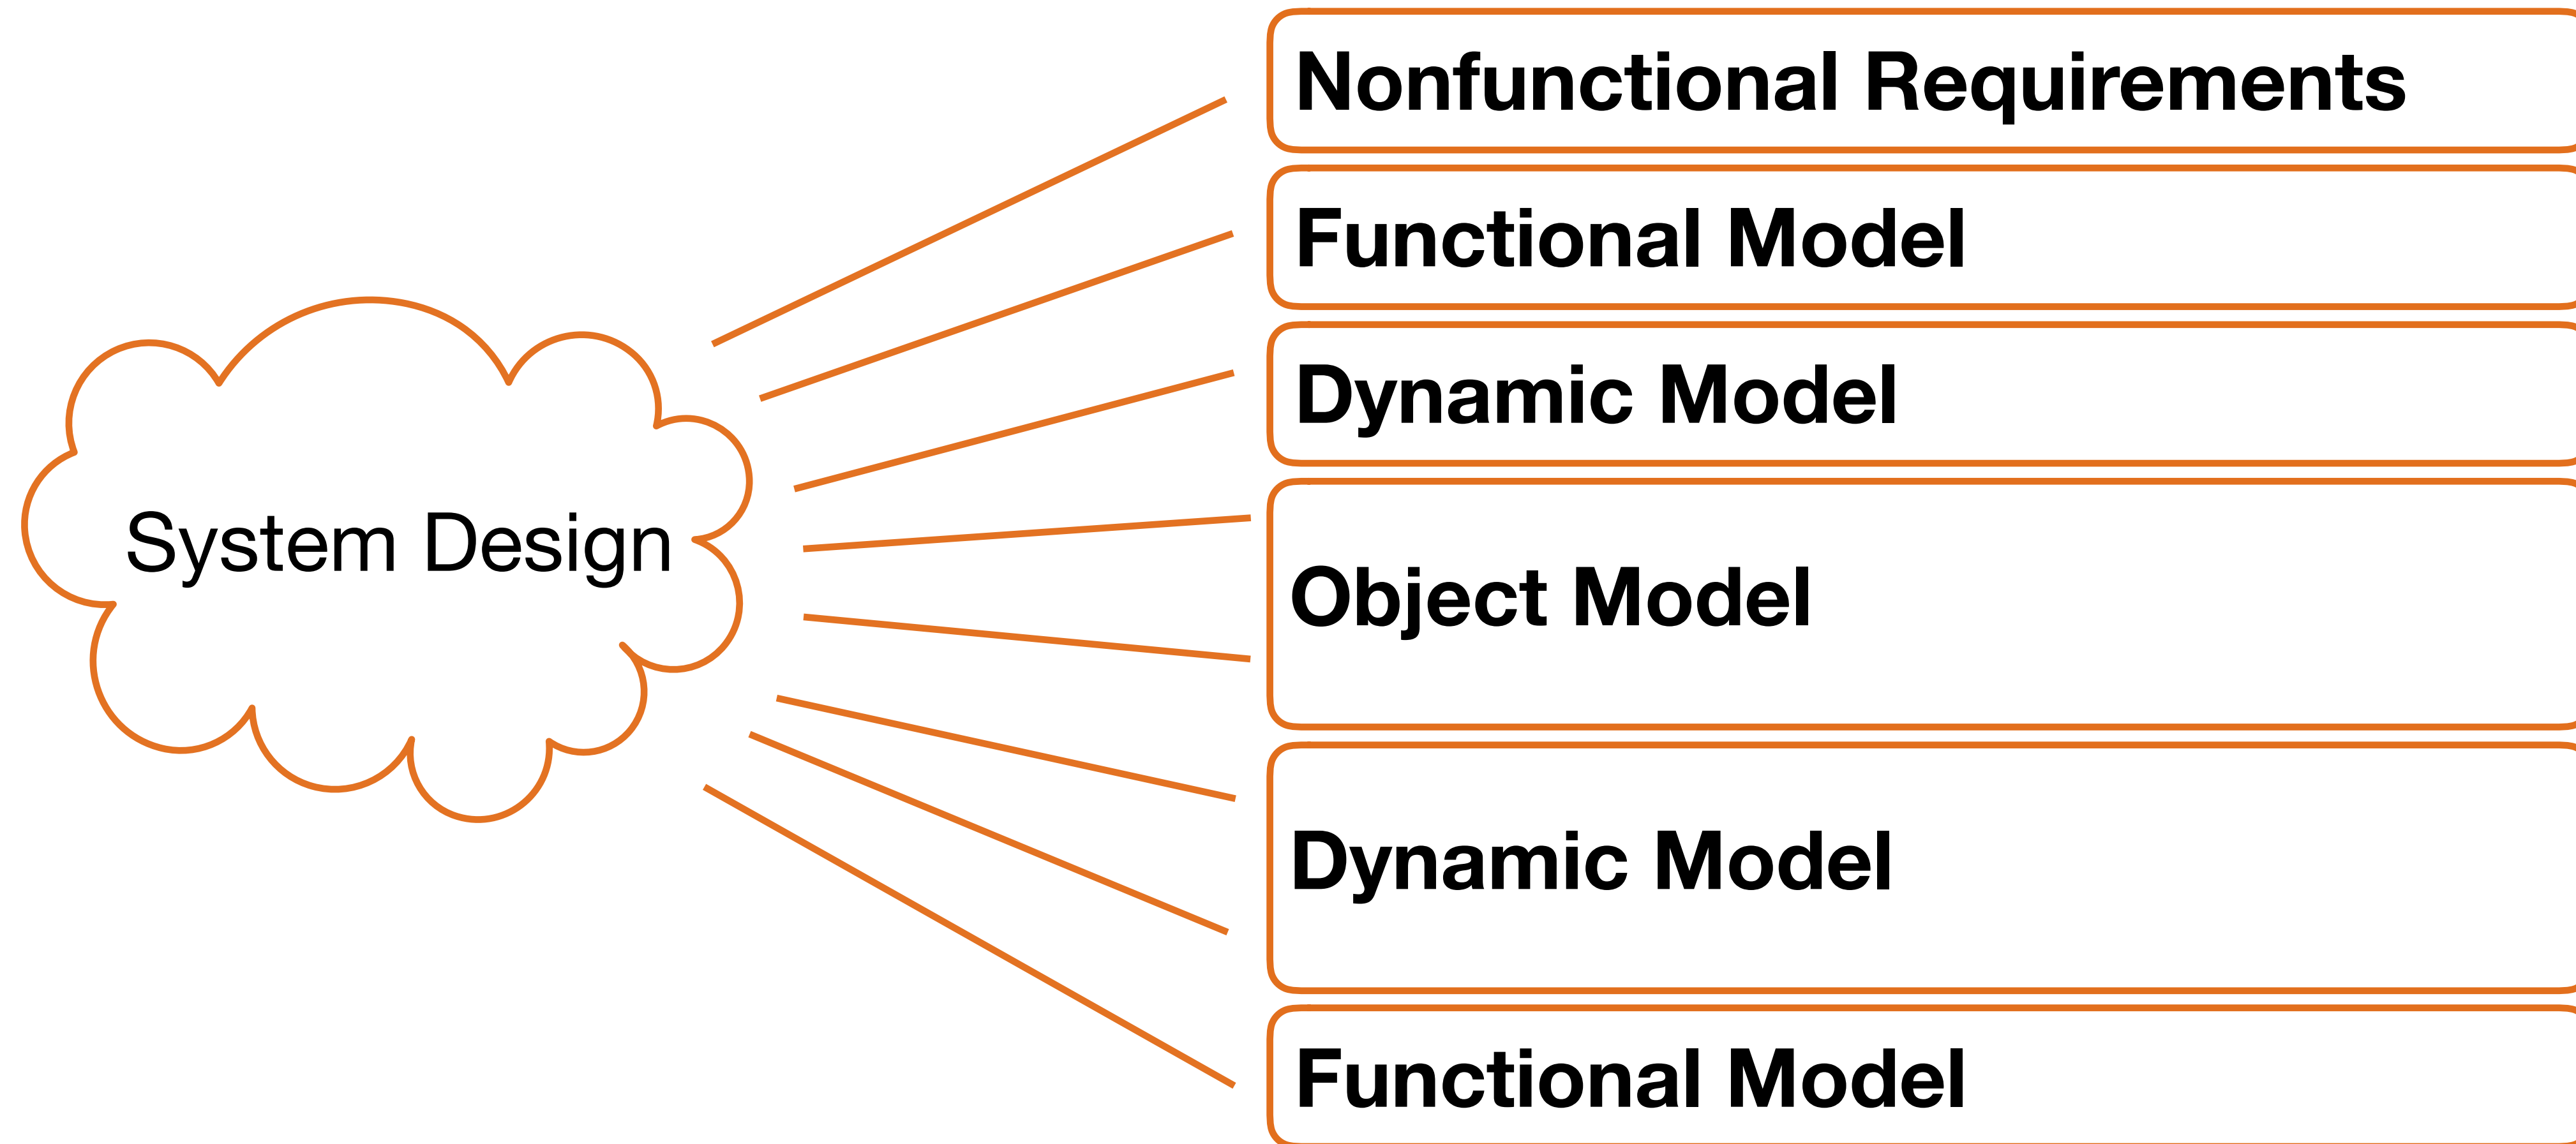 Nonfunctional Requirements
Functional Model
Dynamic Model
System Design
Object Model
Dynamic Model
Functional Model